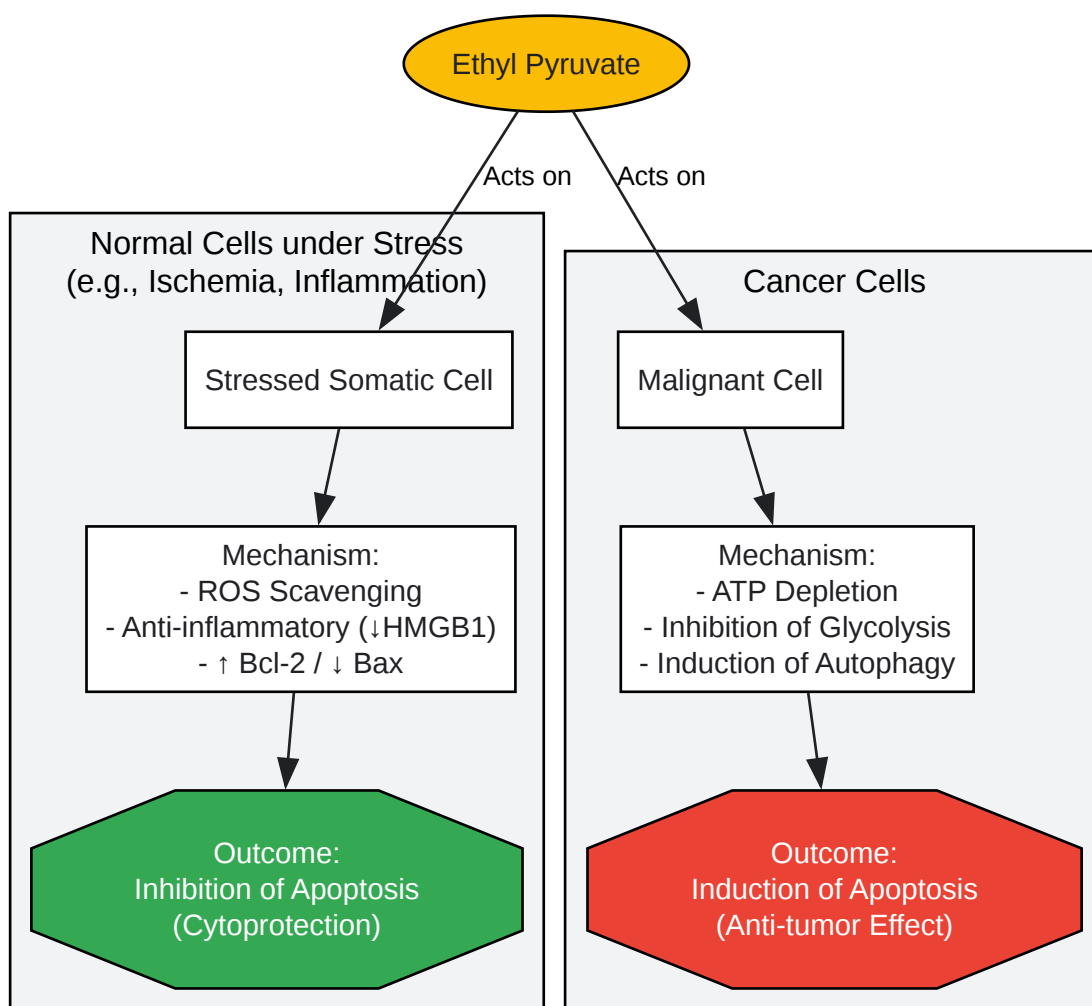 Ethyl Pyruvate
Acts on
Acts on
Normal Cells under Stress
(e.g., Ischemia, Inflammation)
Stressed Somatic Cell
Mechanism:
- ROS Scavenging
- Anti-inflammatory (↓HMGB1)
- ↑ Bcl-2 / ↓ Bax
Outcome:
Inhibition of Apoptosis
(Cytoprotection)
Cancer Cells
Malignant Cell
Mechanism:
- ATP Depletion
- Inhibition of Glycolysis
- Induction of Autophagy
Outcome:
Induction of Apoptosis
(Anti-tumor Effect)